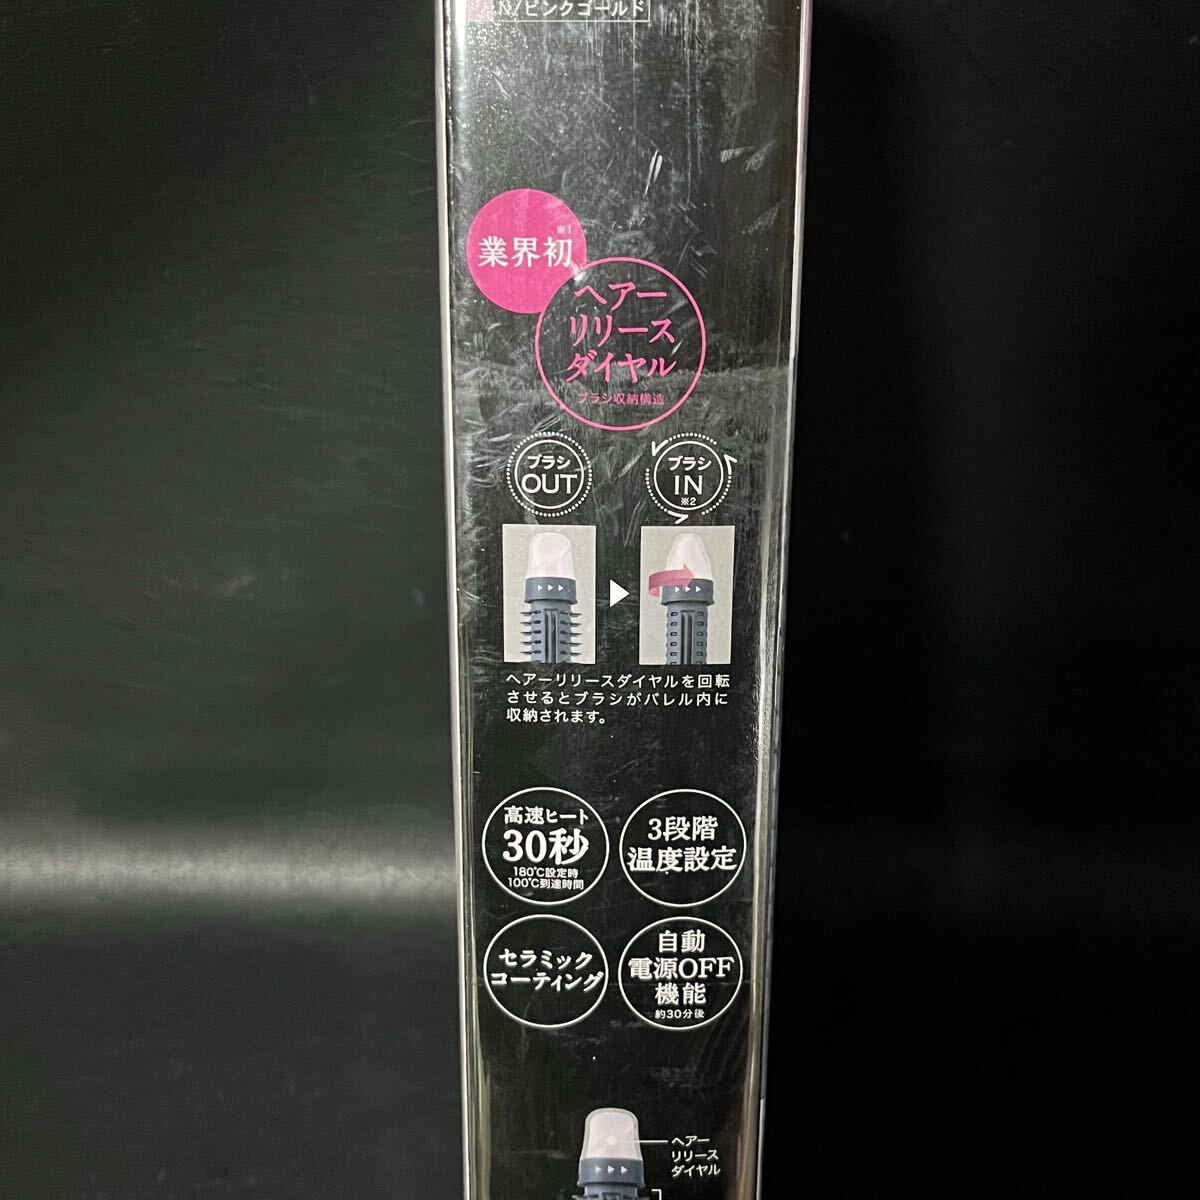 N/ピンクゴールド
業界初
※1
ヘアー
リリース
ダイヤル
ブラシ収納構造
ブラシ
OUT
ブラシ
IN
※2
ヘアーリリースダイヤルを回転
させるとブラシがバレル内に
収納されます。
高速ヒート
30秒
180℃設定時
100℃到達時間
3段階
温度設定
セラミック
コーティング
自動
電源OFF
機能
約30分後
ヘアー
リリース
ダイヤル